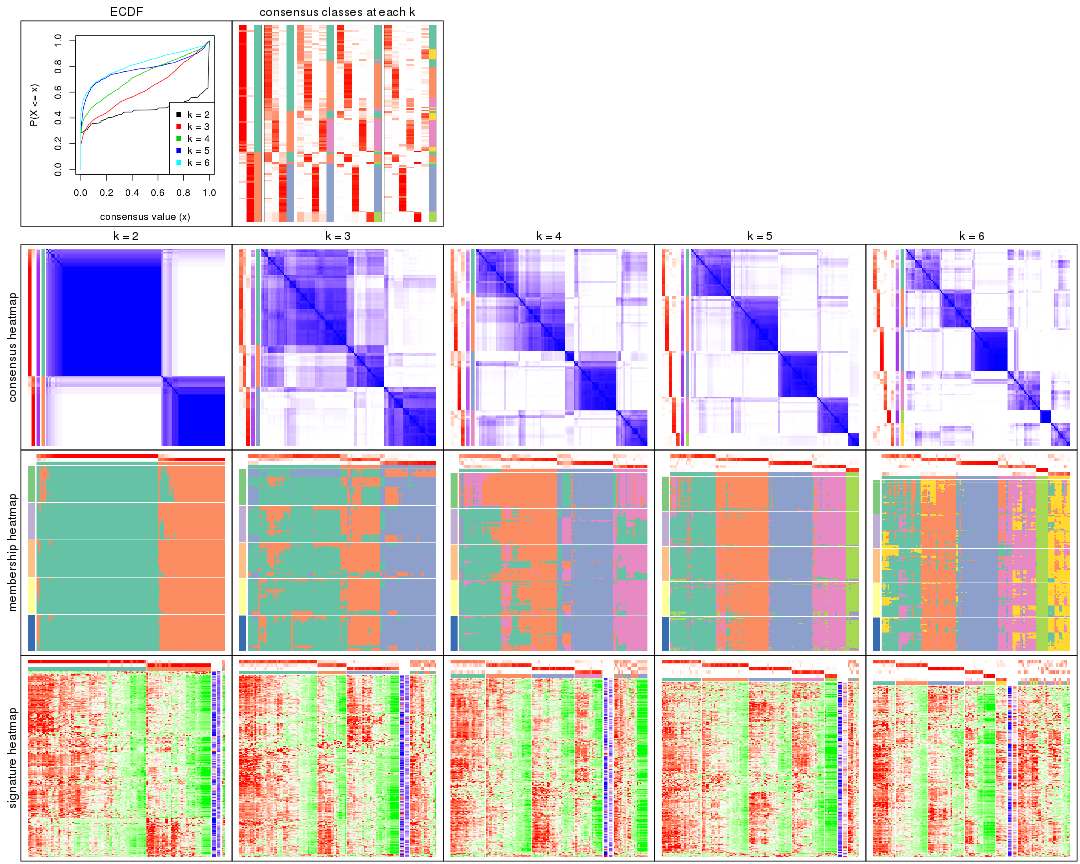 ECDF
consensus classes at each k
P(X <= x)
1.0
0.8
0.6
0.4
0.2
0.0
k = 2
k = 3
k = 4
k = 5
k = 6
0.0 0.2 0.4 0.6 0.8 1.0
consensus value (x)
k = 2 k = 3 k = 4 k = 5 k = 6
consensus heatmap
membership heatmap
signature heatmap